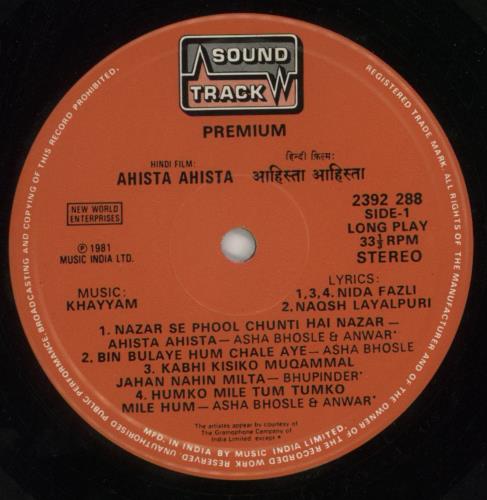 SOUND
TRACK
PREMIUM
HINDI FILM: हिन्दी फ़िल्म:
AHISTA AHISTA आहिस्ता आहिस्ता
NEW WORLD
ENTERPRISES
Ⓟ 1981
MUSIC INDIA LTD.
2392 288
SIDE-1
LONG PLAY
33⅓ RPM
STEREO
MUSIC:
KHAYYAM
LYRICS:
1,3,4. NIDA FAZLI
2. NAQSH LAYALPURI
1. NAZAR SE PHOOL CHUNTI HAI NAZAR —
AHISTA AHISTA — ASHA BHOSLE & ANWAR*
2. BIN BULAYE HUM CHALE AYE — ASHA BHOSLE
3. KABHI KISIKO MUQAMMAL
JAHAN NAHIN MILTA — BHUPINDER*
4. HUMKO MILE TUM TUMKO
MILE HUM — ASHA BHOSLE & ANWAR*
The artistes appear by courtesy of
The Gramophone Company of
India Limited except *
MFD. IN INDIA BY MUSIC INDIA LIMITED.
REGISTERED TRADE MARK. ALL RIGHTS OF THE MANUFACTURER AND OF THE OWNER OF THE RECORDED WORK RESERVED. UNAUTHORISED PUBLIC PERFORMANCE, BROADCASTING AND COPYING OF THIS RECORD PROHIBITED.